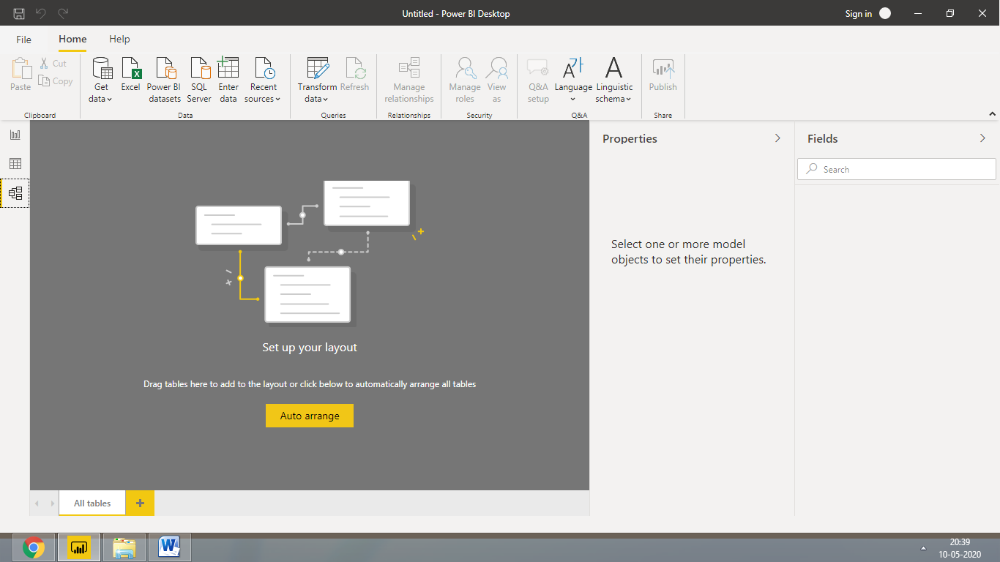 Untitled - Power BI Desktop
Sign in
File Home Help
Paste
Cut
Copy
Clipboard
Get data
Excel
Power BI datasets
SQL Server
Enter data
Recent sources
Data
Transform data
Refresh
Queries
Manage relationships
Relationships
Manage roles
View as
Security
Q&A setup
Language
Linguistic schema
Q&A
Publish
Share
Set up your layout
Drag tables here to add to the layout or click below to automatically arrange all tables
Auto arrange
All tables
Properties
Select one or more model
objects to set their properties.
Fields
Search
20:39
10-05-2020